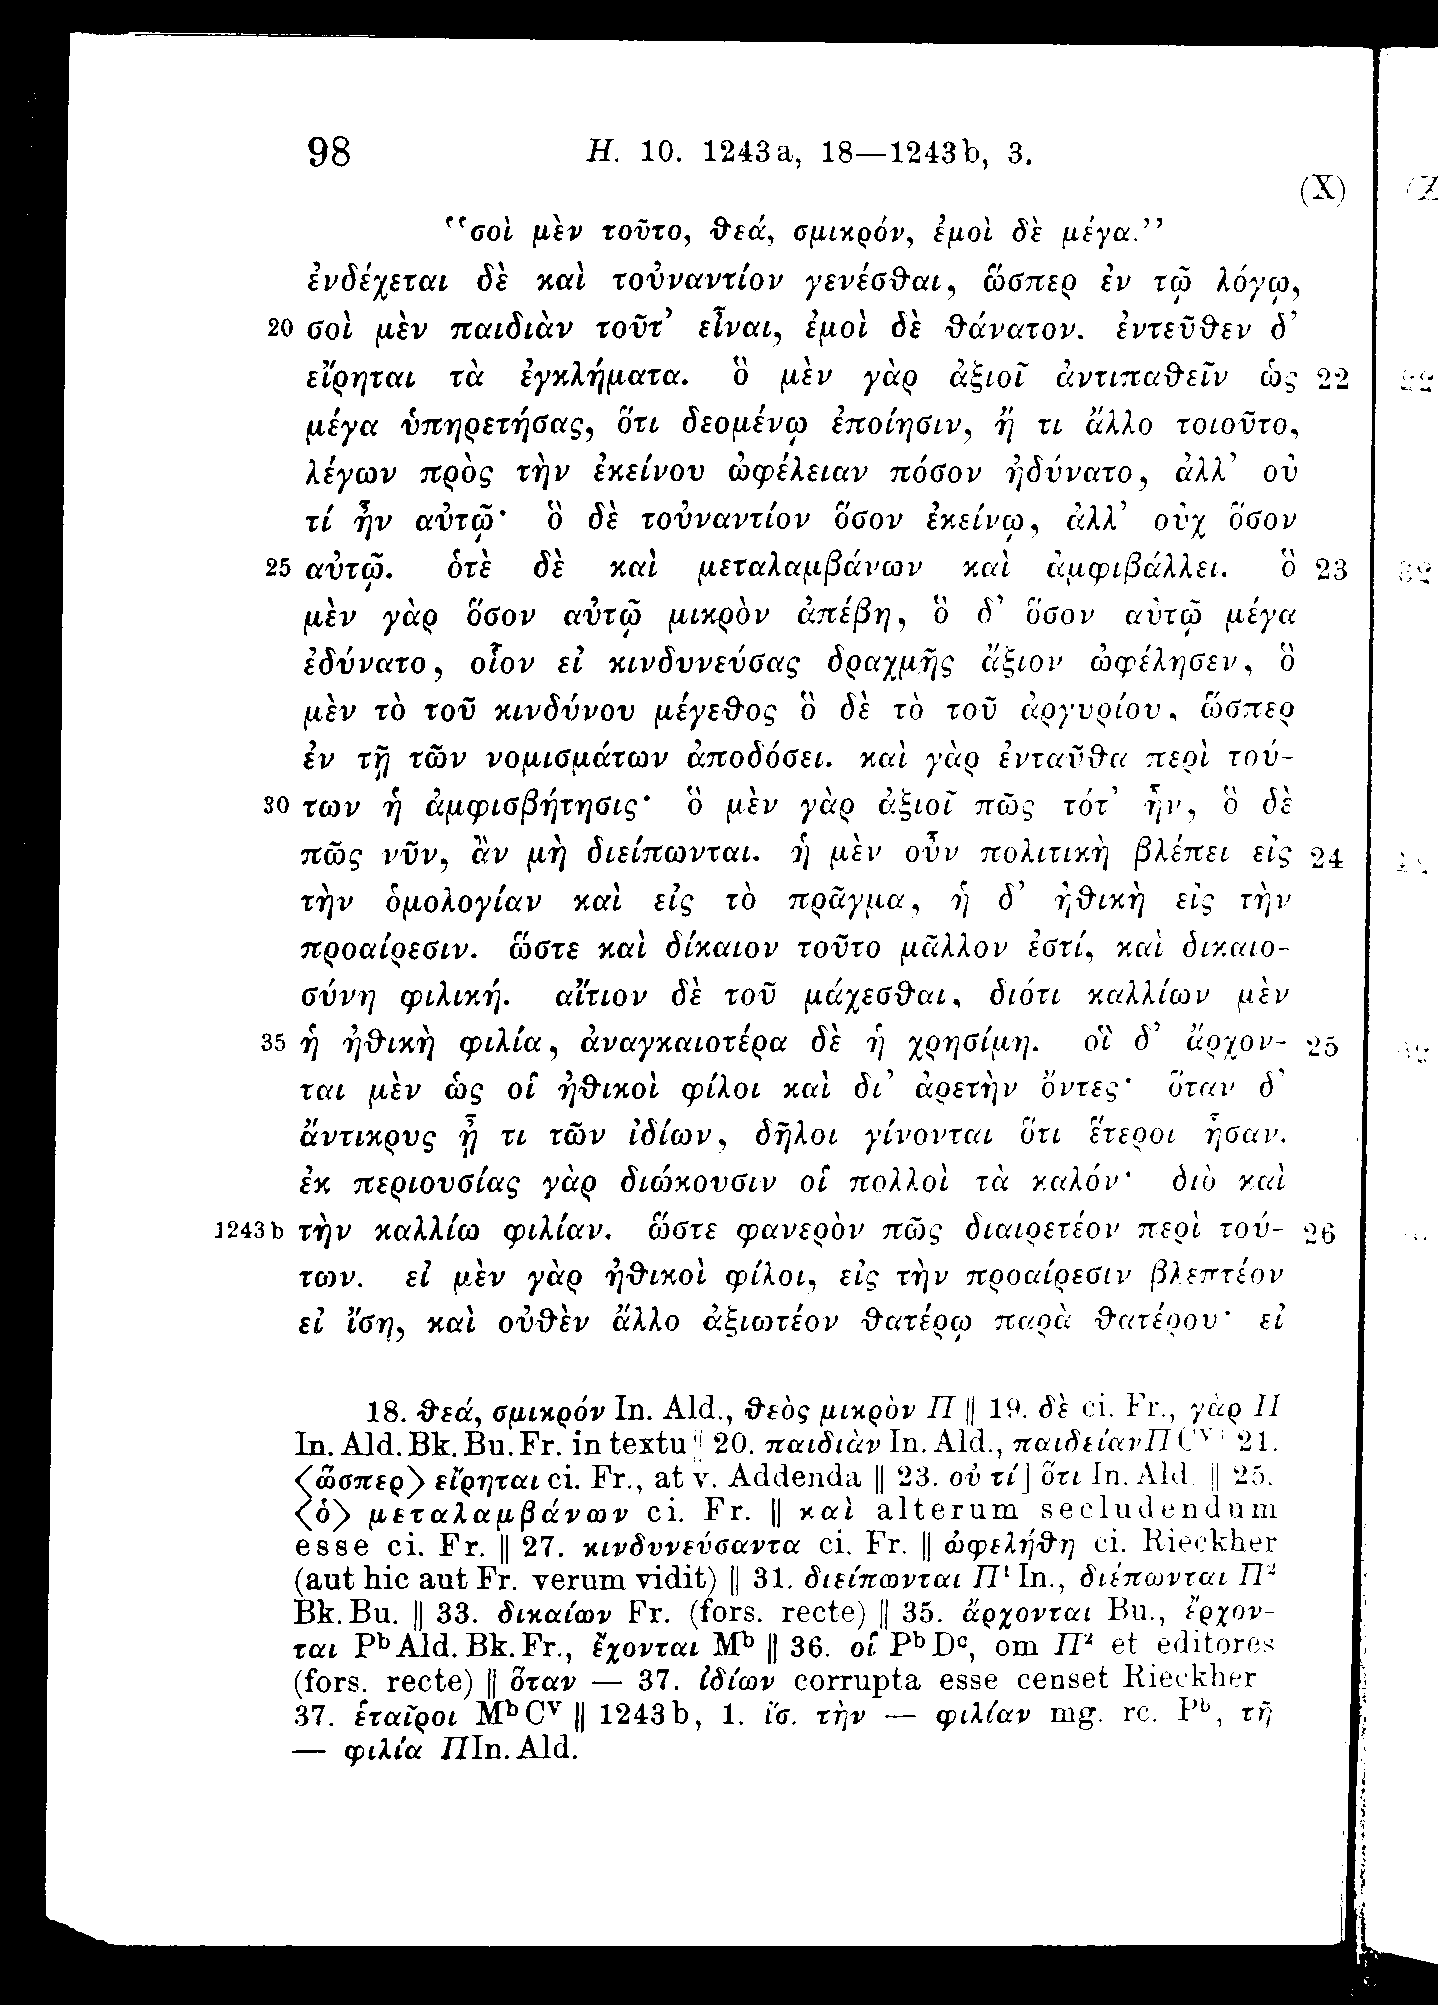 98 H. 10. 1243a, 18—1243b, 3.
(X)
“σοὶ μὲν τοῦτο, θεά, σμικρόν, ἐμοὶ δὲ μέγα.”
ἐνδέχεται δὲ καὶ τοὐναντίον γενέσθαι, ὥσπερ ἐν τῷ λόγῳ,
20 σοὶ μὲν παιδιὰν τοῦτ’ εἶναι, ἐμοὶ δὲ θάνατον. ἐντεῦθεν δ’
εἴρηται τὰ ἐγκλήματα. ὃ μὲν γὰρ ἀξιοῖ ἀντιπαθεῖν ὡς 22
μέγα ὑπηρετήσας, ὅτι δεομένῳ ἐποίησιν, ἤ τι ἄλλο τοιοῦτο,
λέγων πρὸς τὴν ἐκείνου ὠφέλειαν πόσον ἠδύνατο, ἀλλ’ οὐ
τί ἦν αὑτῷ· ὃ δὲ τοὐναντίον ὅσον ἐκείνῳ, ἀλλ’ οὐχ ὅσον
25 αὐτῷ. ὁτὲ δὲ καὶ μεταλαμβάνων καὶ ἀμφιβάλλει. ὃ 23
μὲν γὰρ ὅσον αὐτῷ μικρὸν ἀπέβη, ὃ δ’ ὅσον αὐτῷ μέγα
ἐδύνατο, οἷον εἰ κινδυνεύσας δραχμῆς ἄξιον ὠφέλησεν, ὃ
μὲν τὸ τοῦ κινδύνου μέγεθος ὃ δὲ τὸ τοῦ ἀργυρίου, ὥσπερ
ἐν τῇ τῶν νομισμάτων ἀποδόσει. καὶ γὰρ ἐνταῦθα περὶ τού-
30 των ἡ ἀμφισβήτησις· ὃ μὲν γὰρ ἀξιοῖ πῶς τότ’ ἦν, ὃ δὲ
πῶς νῦν, ἂν μὴ διείπωνται. ἡ μὲν οὖν πολιτικὴ βλέπει εἰς 24
τὴν ὁμολογίαν καὶ εἰς τὸ πρᾶγμα, ἡ δ’ ἠθικὴ εἰς τὴν
προαίρεσιν. ὥστε καὶ δίκαιον τοῦτο μᾶλλον ἐστί, καὶ δικαιο-
σύνη φιλική. αἴτιον δὲ τοῦ μάχεσθαι, διότι καλλίων μὲν
35 ἡ ἠθικὴ φιλία, ἀναγκαιοτέρα δὲ ἡ χρησίμη. οἳ δ’ ἄρχον- 25
ται μὲν ὡς οἱ ἠθικοὶ φίλοι καὶ δι’ ἀρετὴν ὄντες· ὅταν δ’
ἄντικρυς ᾖ τι τῶν ἰδίων, δῆλοι γίνονται ὅτι ἕτεροι ἦσαν.
ἐκ περιουσίας γὰρ διώκουσιν οἱ πολλοὶ τὰ καλόν· διὸ καὶ
1243b τὴν καλλίω φιλίαν. ὥστε φανερὸν πῶς διαιρετέον περὶ τού- 26
των. εἰ μὲν γὰρ ἠθικοὶ φίλοι, εἰς τὴν προαίρεσιν βλεπτέον
εἰ ἴση, καὶ οὐθὲν ἄλλο ἀξιωτέον θατέρῳ παρὰ θατέρου· εἰ
18. θεά, σμικρόν In. Ald., θεὸς μικρὸν Π || 19. δὲ ci. Fr., γὰρ Π
In. Ald. Bk. Bu. Fr. in textu || 20. παιδιὰν In. Ald., παιδείαν Π Cᵛ || 21.
⟨ὥσπερ⟩ εἴρηται ci. Fr., at v. Addenda || 23. οὐ τί] ὅτι In. Ald. || 25.
⟨ὁ⟩ μεταλαμβάνων ci. Fr. || καὶ alterum secludendum
esse ci. Fr. || 27. κινδυνεύσαντα ci. Fr. || ὠφελήθη ci. Rieckher
(aut hic aut Fr. verum vidit) || 31. διείπωνται Π¹ In., διέπωνται Π²
Bk. Bu. || 33. δικαίων Fr. (fors. recte) || 35. ἄρχονται Bu., ἔρχον-
ται Pᵇ Ald. Bk. Fr., ἔχονται Mᵇ || 36. οἱ Pᵇ Dᶜ, om Π² et editores
(fors. recte) || ὅταν — 37. ἰδίων corrupta esse censet Rieckher
37. ἑταῖροι Mᵇ Cᵛ || 1243b, 1. ἴσ. τὴν — φιλίαν mg. rc. Pᵇ, τῇ
— φιλία Π In. Ald.